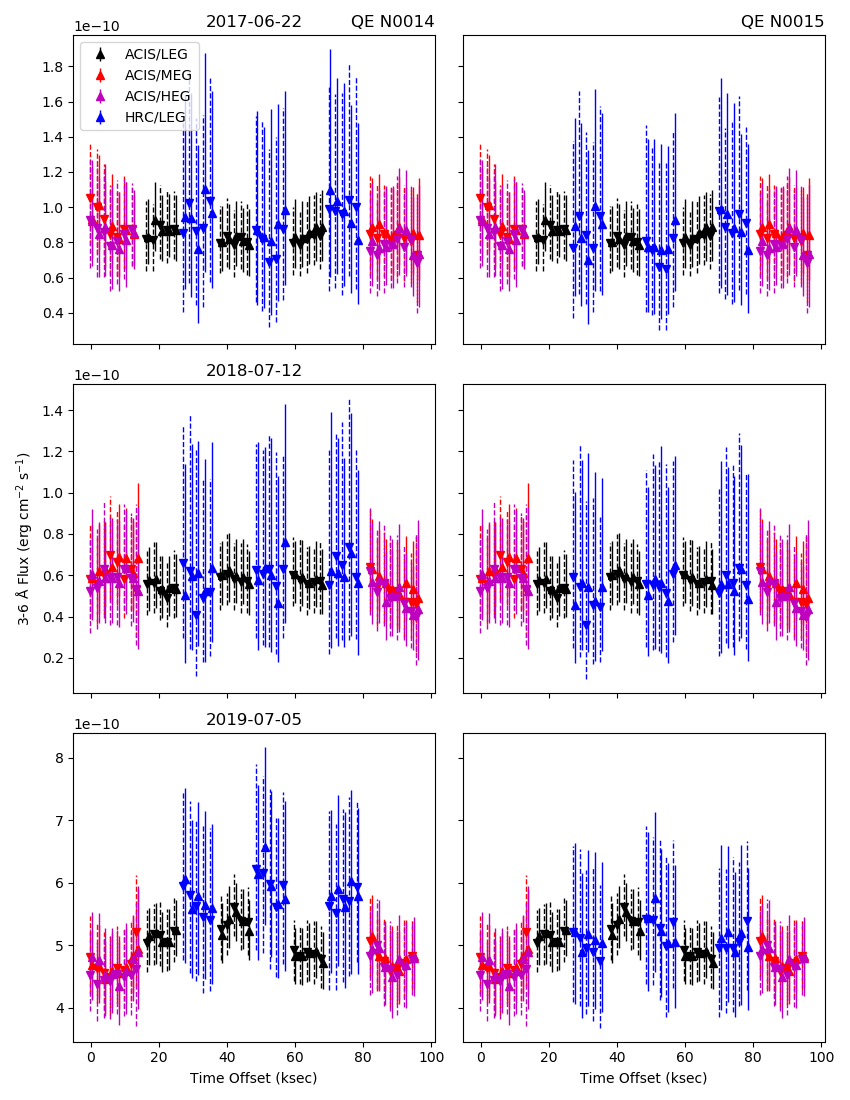 2017-06-22 QE N0014 QE N0015
1e−10
ACIS/LEG
ACIS/MEG
ACIS/HEG
HRC/LEG
1.8
1.6
1.4
1.2
1.0
0.8
0.6
0.4
2018-07-12
1e−10
1.4
1.2
1.0
0.8
0.6
0.4
0.2
3-6 Å Flux (erg cm−2 s−1)
2019-07-05
1e−10
8
7
6
5
4
0 20 40 60 80 100 0 20 40 60 80 100
Time Offset (ksec) Time Offset (ksec)